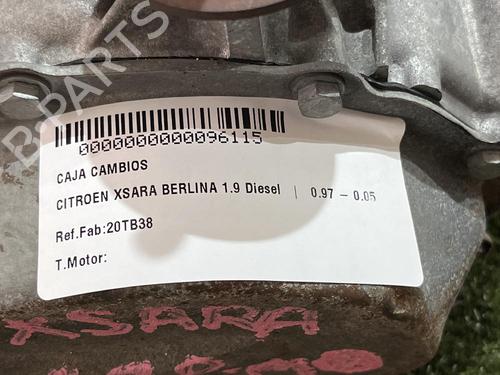 B-PARTS
0000000000096115
CAJA CAMBIOS
CITROEN XSARA BERLINA 1.9 Diesel | 0.97 – 0.05
Ref.Fab:20TB38
T.Motor:
XSARA